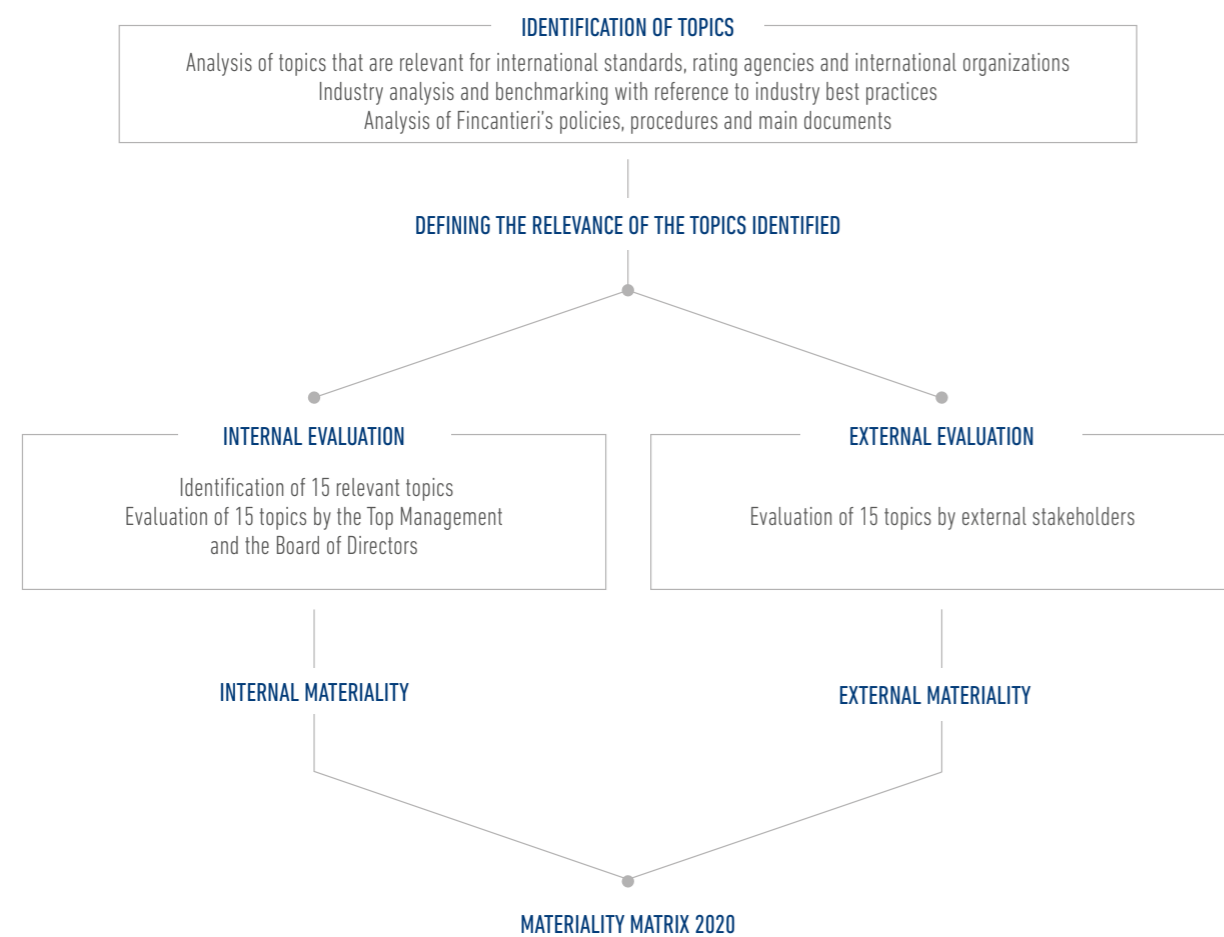 IDENTIFICATION OF TOPICS
Analysis of topics that are relevant for international standards, rating agencies and international organizations
Industry analysis and benchmarking with reference to industry best practices
Analysis of Fincantieri's policies, procedures and main documents
DEFINING THE RELEVANCE OF THE TOPICS IDENTIFIED
INTERNAL EVALUATION
Identification of 15 relevant topics
Evaluation of 15 topics by the Top Management
and the Board of Directors
EXTERNAL EVALUATION
Evaluation of 15 topics by external stakeholders
INTERNAL MATERIALITY
EXTERNAL MATERIALITY
MATERIALITY MATRIX 2020